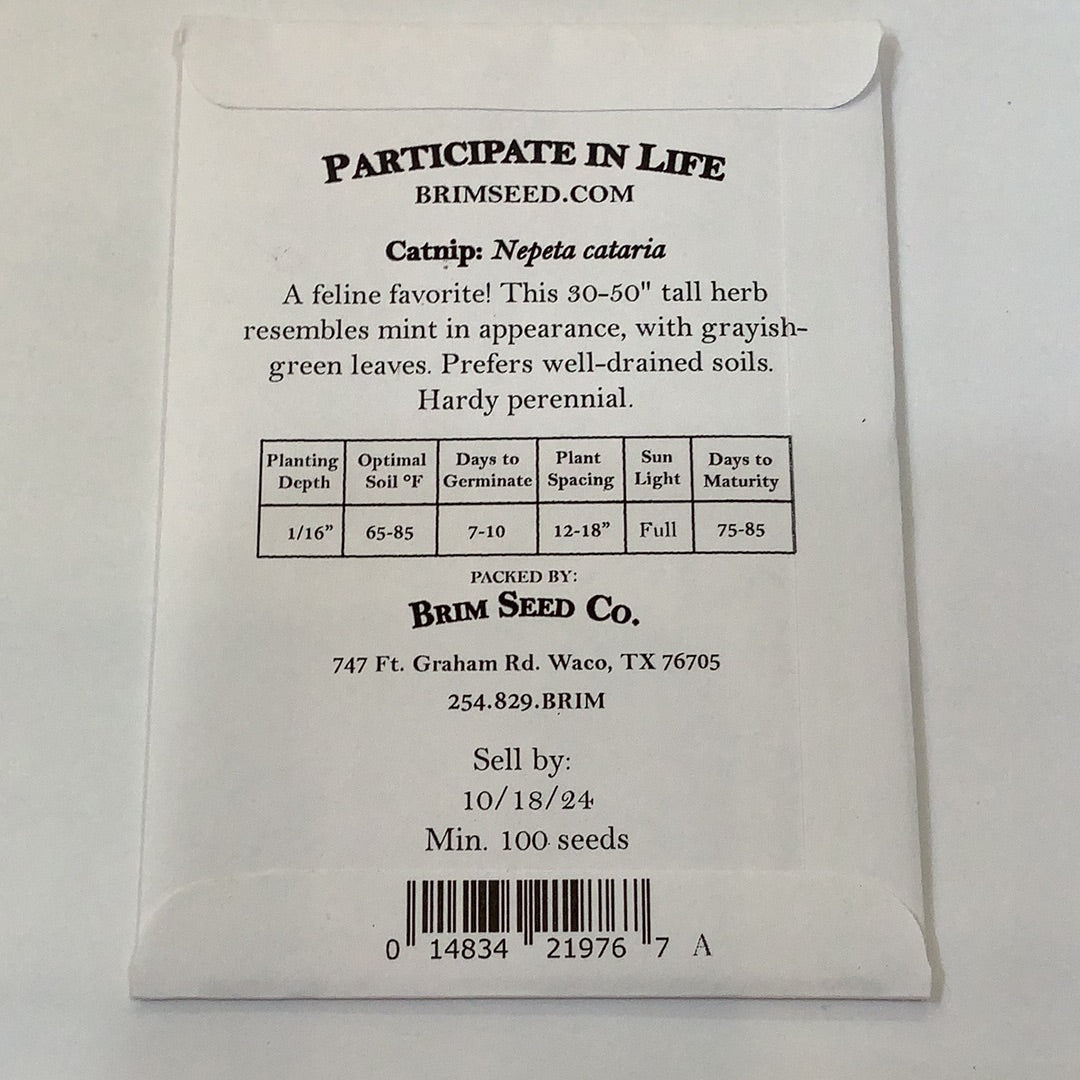 PARTICIPATE IN LIFE
BRIMSEED.COM
Catnip: Nepeta cataria
A feline favorite! This 30-50" tall herb
resembles mint in appearance, with grayish-
green leaves. Prefers well-drained soils.
Hardy perennial.
Planting Depth Optimal Soil °F Days to Germinate Plant Spacing Sun Light Days to Maturity
1/16” 65-85 7-10 12-18” Full 75-85
PACKED BY:
BRIM SEED CO.
747 Ft. Graham Rd. Waco, TX 76705
254.829.BRIM
Sell by:
10/18/24
Min. 100 seeds
0 14834 21976 7 A